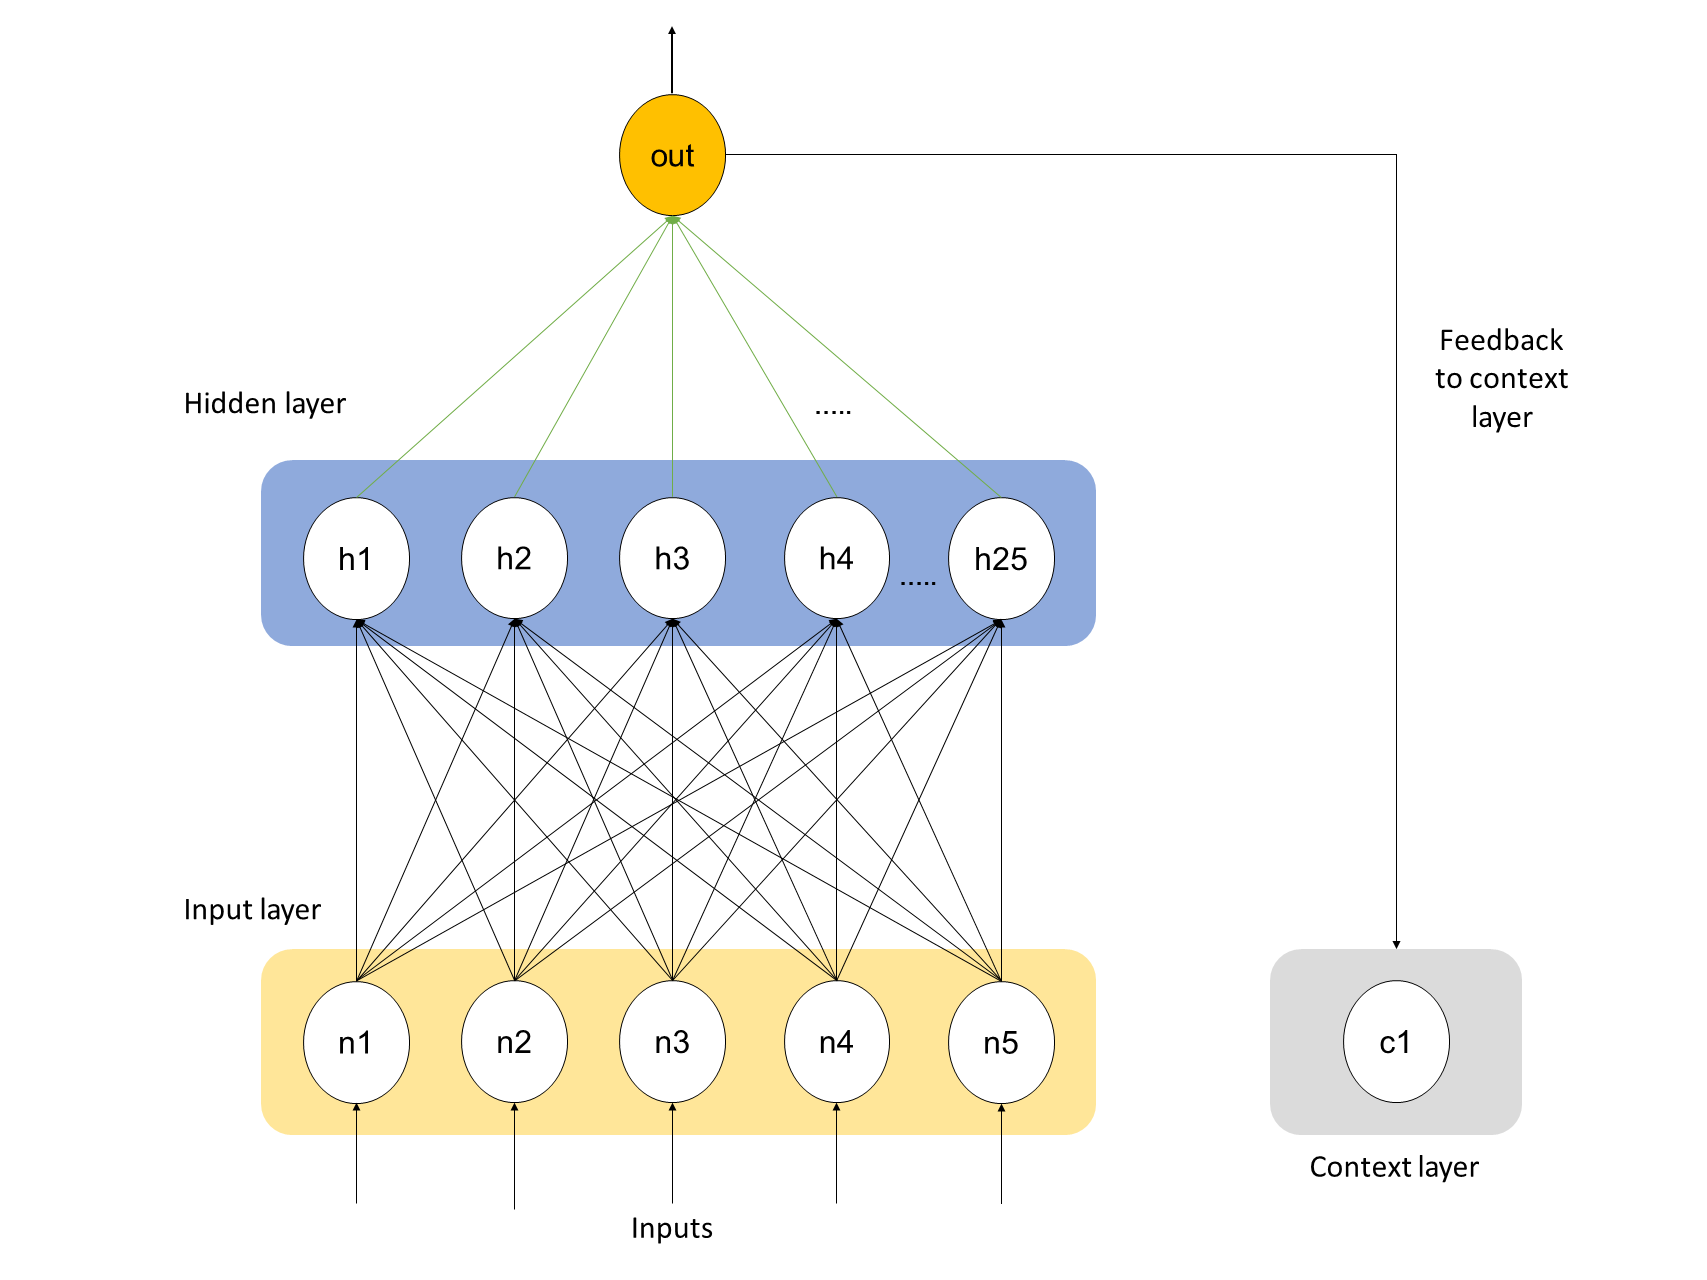 out
Feedback
to context
layer
Hidden layer
.....
h1 h2 h3 h4 ..... h25
Input layer
n1 n2 n3 n4 n5 c1
Context layer
Inputs